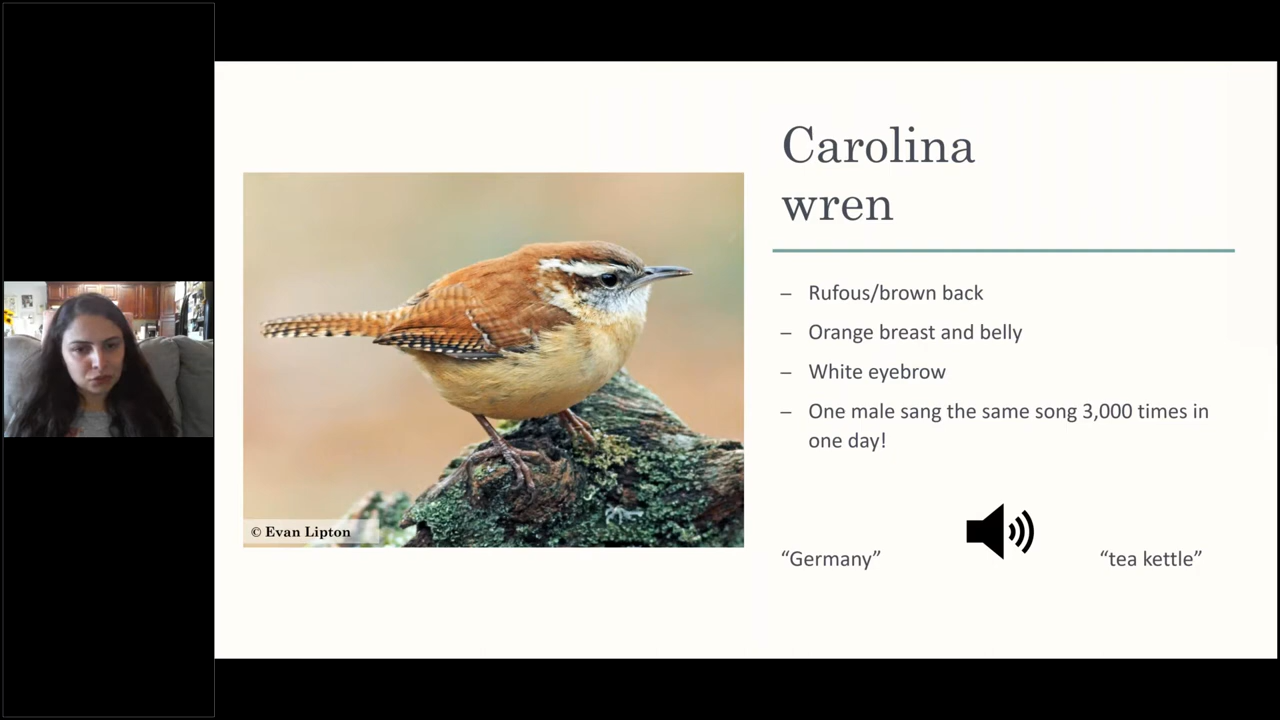 Carolina
wren
– Rufous/brown back
– Orange breast and belly
– White eyebrow
– One male sang the same song 3,000 times in
one day!
© Evan Lipton
“Germany”
“tea kettle”